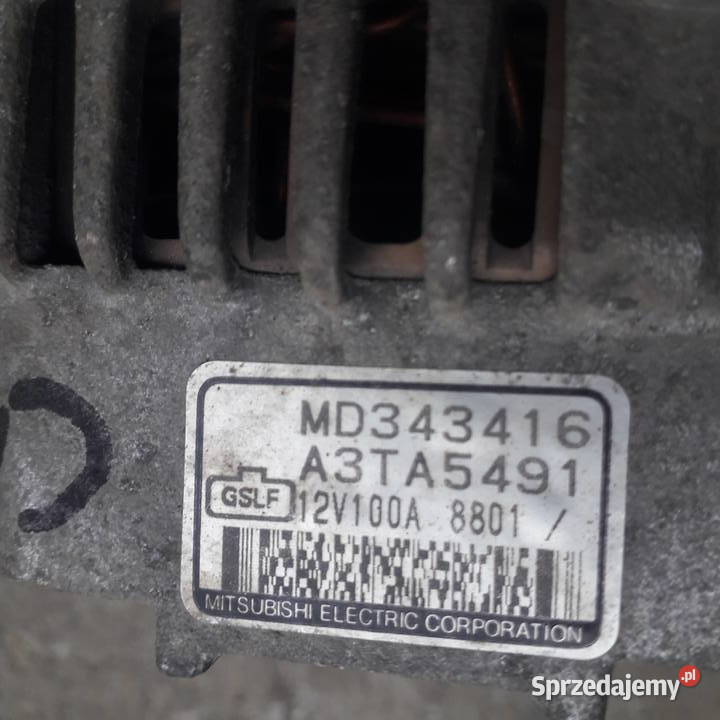 MD343416
A3TA5491
GSLF 12V100A 8801 /
MITSUBISHI ELECTRIC CORPORATION
Sprzedajemy.pl